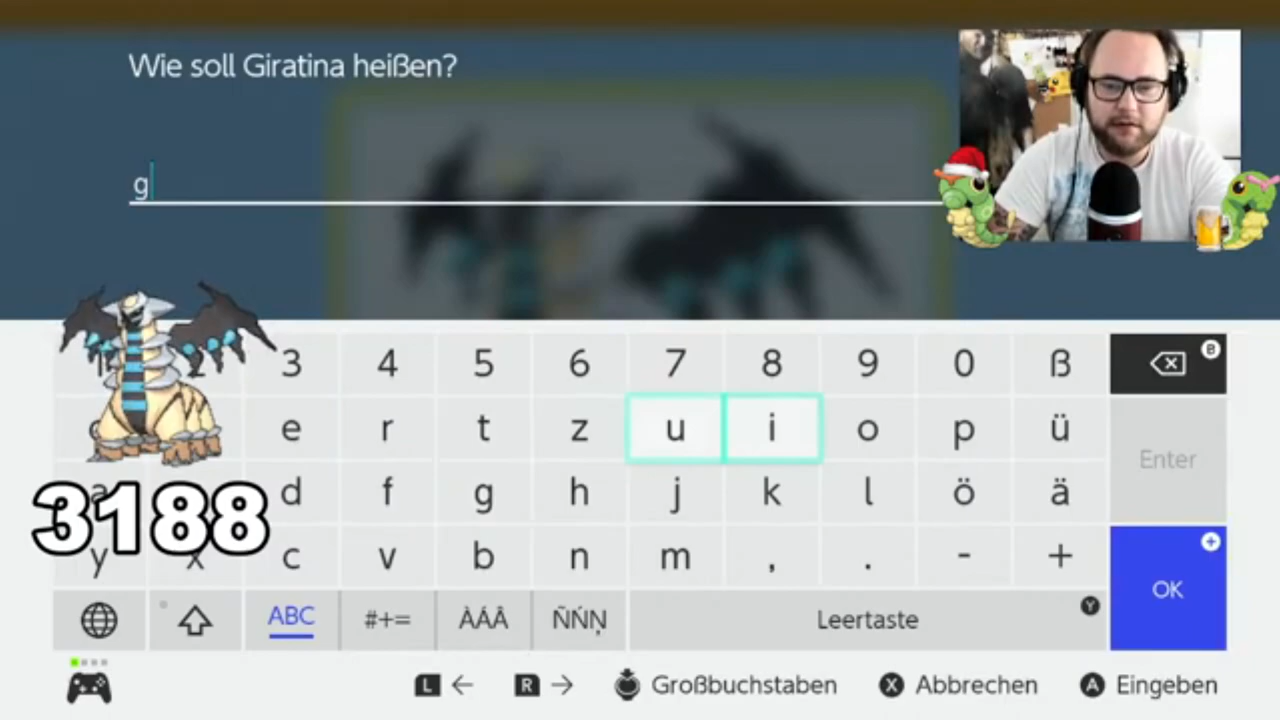 Wie soll Giratina heißen?
g
3 4 5 6 7 8 9 0 ß B
e r t z u i o p ü Enter
a d f g h j k l ö ä
3188
y x c v b n m , . - + OK
ABC #+= ÀÁÂ ÑŃŅ Leertaste Y
L ← R → Großbuchstaben X Abbrechen A Eingeben